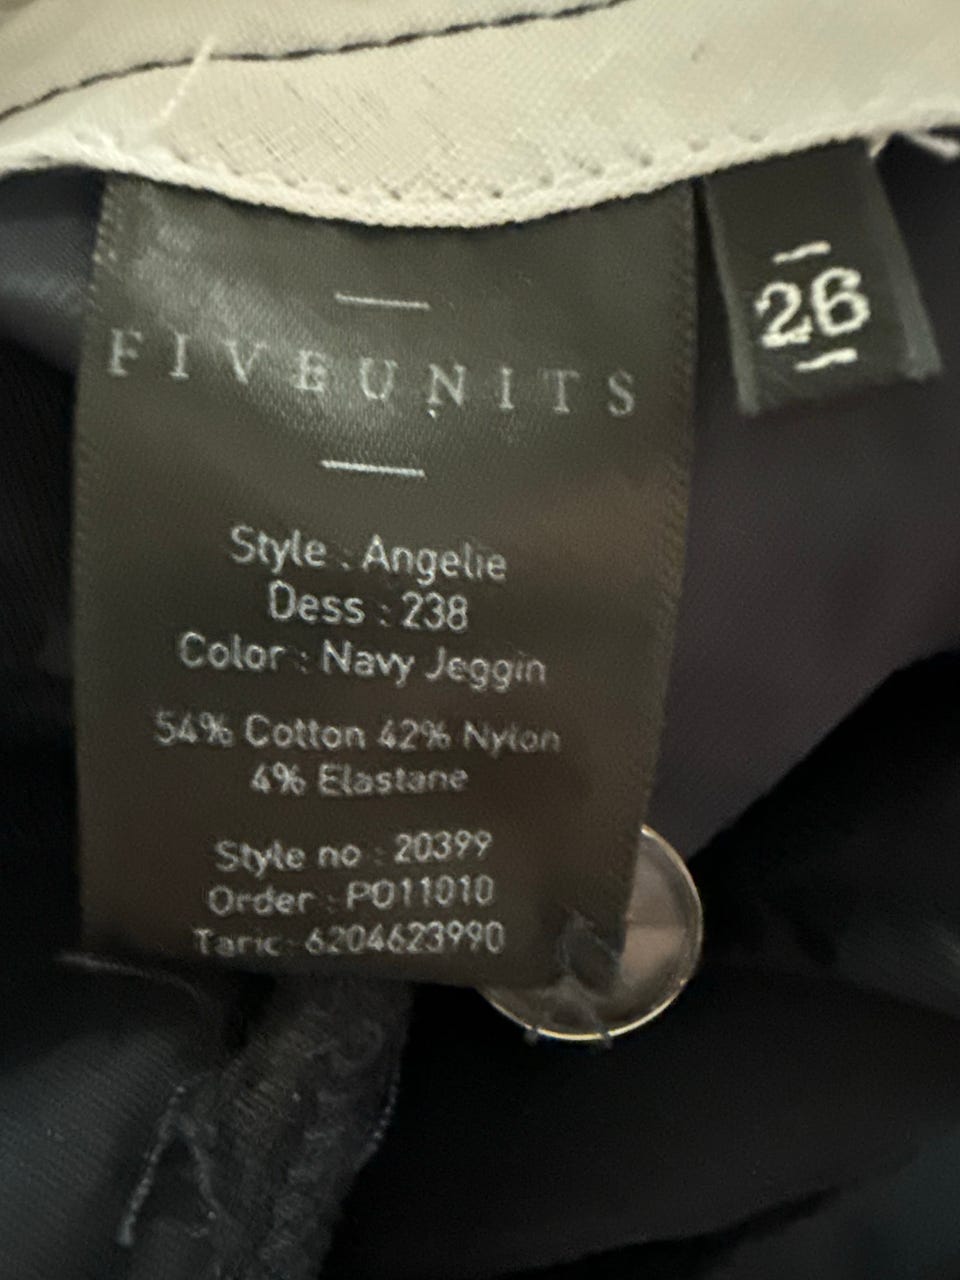 FIVEUNITS
26
Style : Angelie
Dess : 238
Color : Navy Jeggin
54% Cotton 42% Nylon
4% Elastane
Style no : 20399
Order : PO11010
Taric : 6204623990